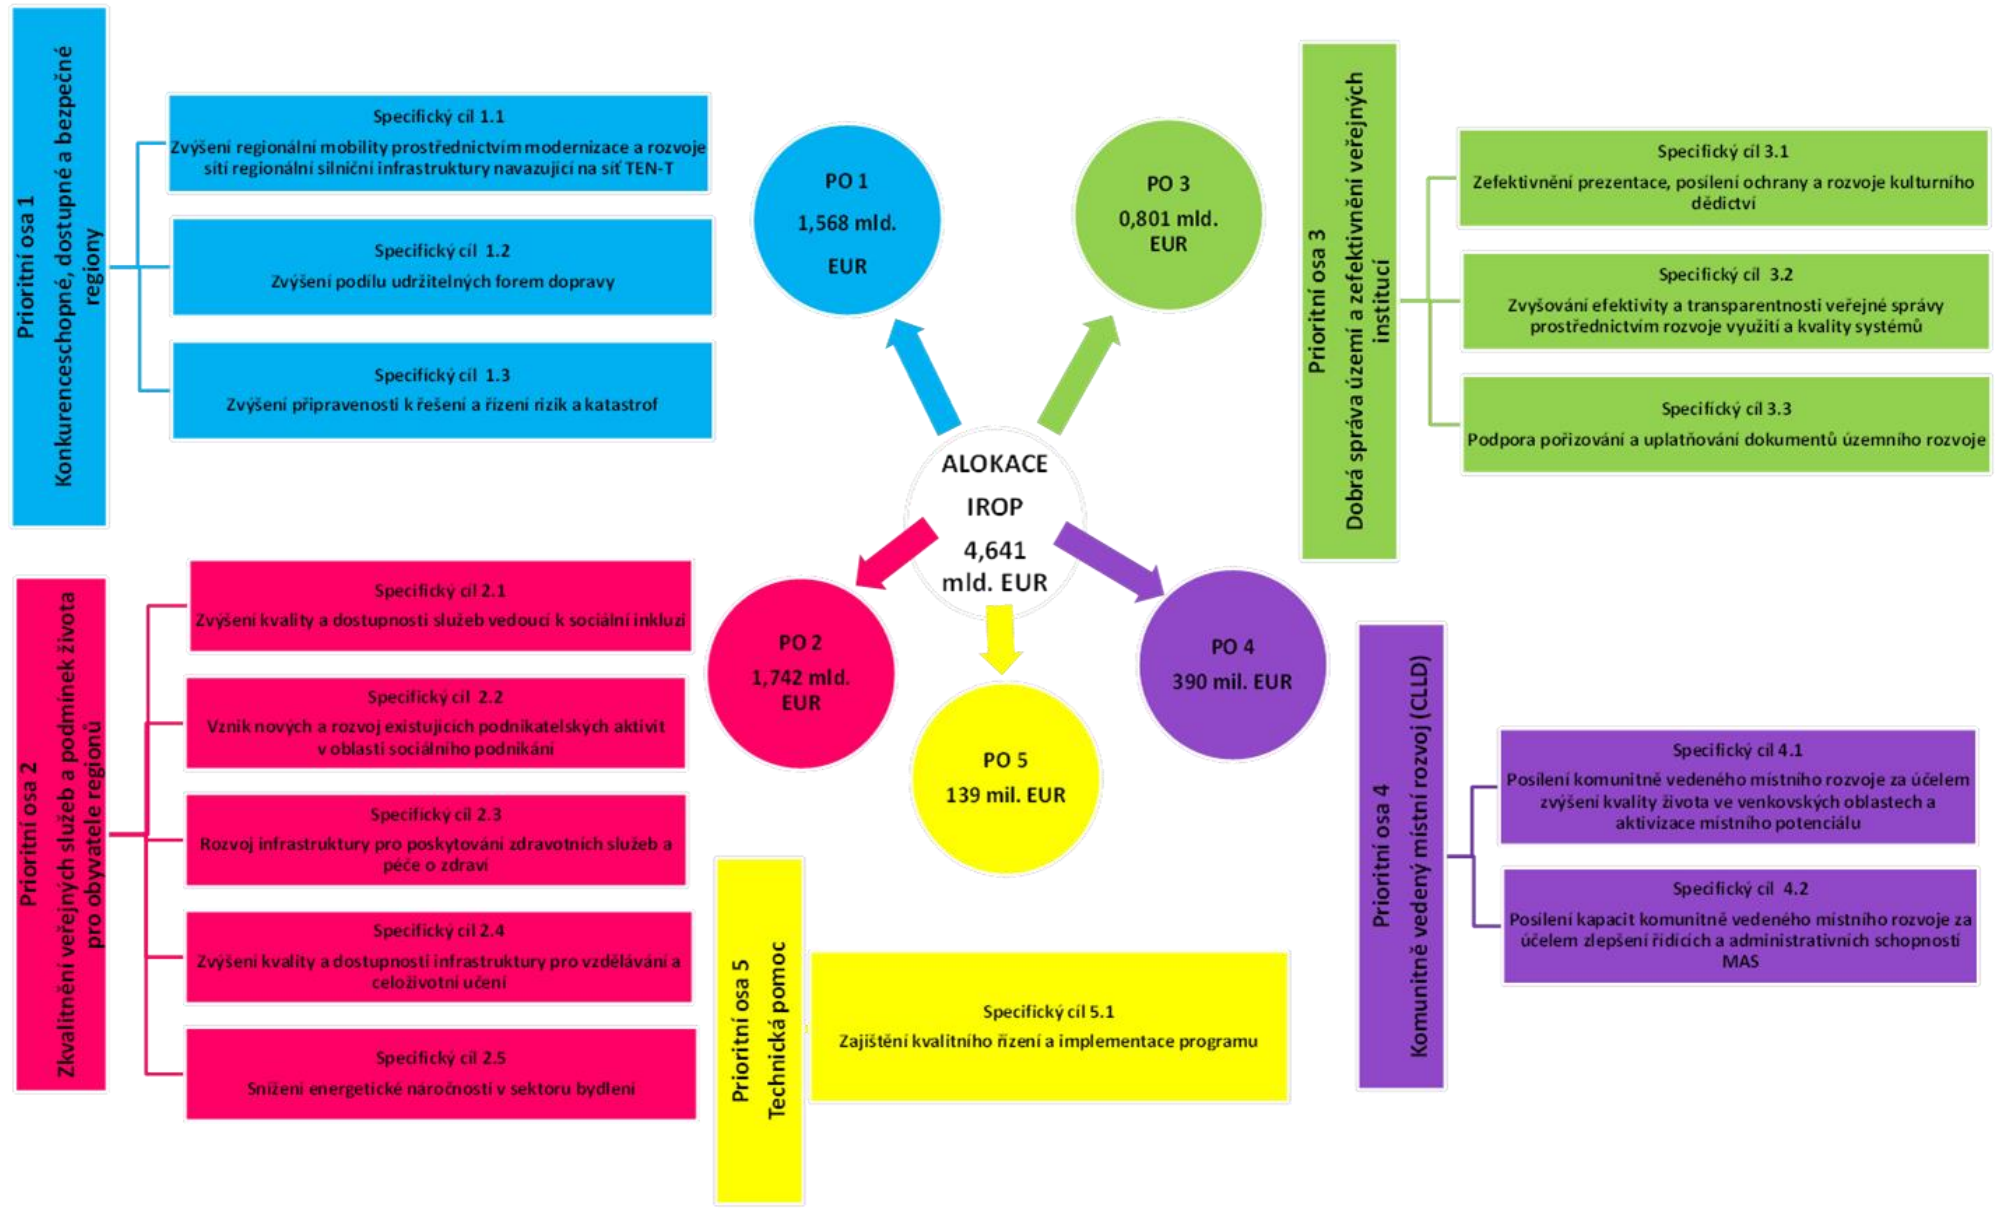 Prioritní osa 1
Konkurenceschopné, dostupné a bezpečné
regiony
Specifický cíl 1.1
Zvýšení regionální mobility prostřednictvím modernizace a rozvoje
sítí regionální silniční infrastruktury navazující na síť TEN-T
Specifický cíl 1.2
Zvýšení podílu udržitelných forem dopravy
Specifický cíl 1.3
Zvýšení připravenosti k řešení a řízení rizik a katastrof
PO 1
1,568 mld.
EUR
PO 3
0,801 mld.
EUR
Prioritní osa 3
Dobrá správa území a zefektivnění veřejných
institucí
Specifický cíl 3.1
Zefektivnění prezentace, posílení ochrany a rozvoje kulturního
dědictví
Specifický cíl 3.2
Zvyšování efektivity a transparentnosti veřejné správy
prostřednictvím rozvoje využití a kvality systémů
Specifický cíl 3.3
Podpora pořizování a uplatňování dokumentů územního rozvoje
ALOKACE
IROP
4,641
mld. EUR
Prioritní osa 2
Zkvalitnění veřejných služeb a podmínek života
pro obyvatele regionů
Specifický cíl 2.1
Zvýšení kvality a dostupnosti služeb vedoucí k sociální inkluzi
Specifický cíl 2.2
Vznik nových a rozvoj existujících podnikatelských aktivit
v oblasti sociálního podnikání
Specifický cíl 2.3
Rozvoj infrastruktury pro poskytování zdravotních služeb a
péče o zdraví
Specifický cíl 2.4
Zvýšení kvality a dostupnosti infrastruktury pro vzdělávání a
celoživotní učení
Specifický cíl 2.5
Snížení energetické náročnosti v sektoru bydlení
PO 2
1,742 mld.
EUR
PO 5
139 mil. EUR
PO 4
390 mil. EUR
Prioritní osa 5
Technická pomoc
Specifický cíl 5.1
Zajištění kvalitního řízení a implementace programu
Prioritní osa 4
Komunitně vedený místní rozvoj (CLLD)
Specifický cíl 4.1
Posílení komunitně vedeného místního rozvoje za účelem
zvýšení kvality života ve venkovských oblastech a
aktivizace místního potenciálu
Specifický cíl 4.2
Posílení kapacit komunitně vedeného místního rozvoje za
účelem zlepšení řídících a administrativních schopností
MAS